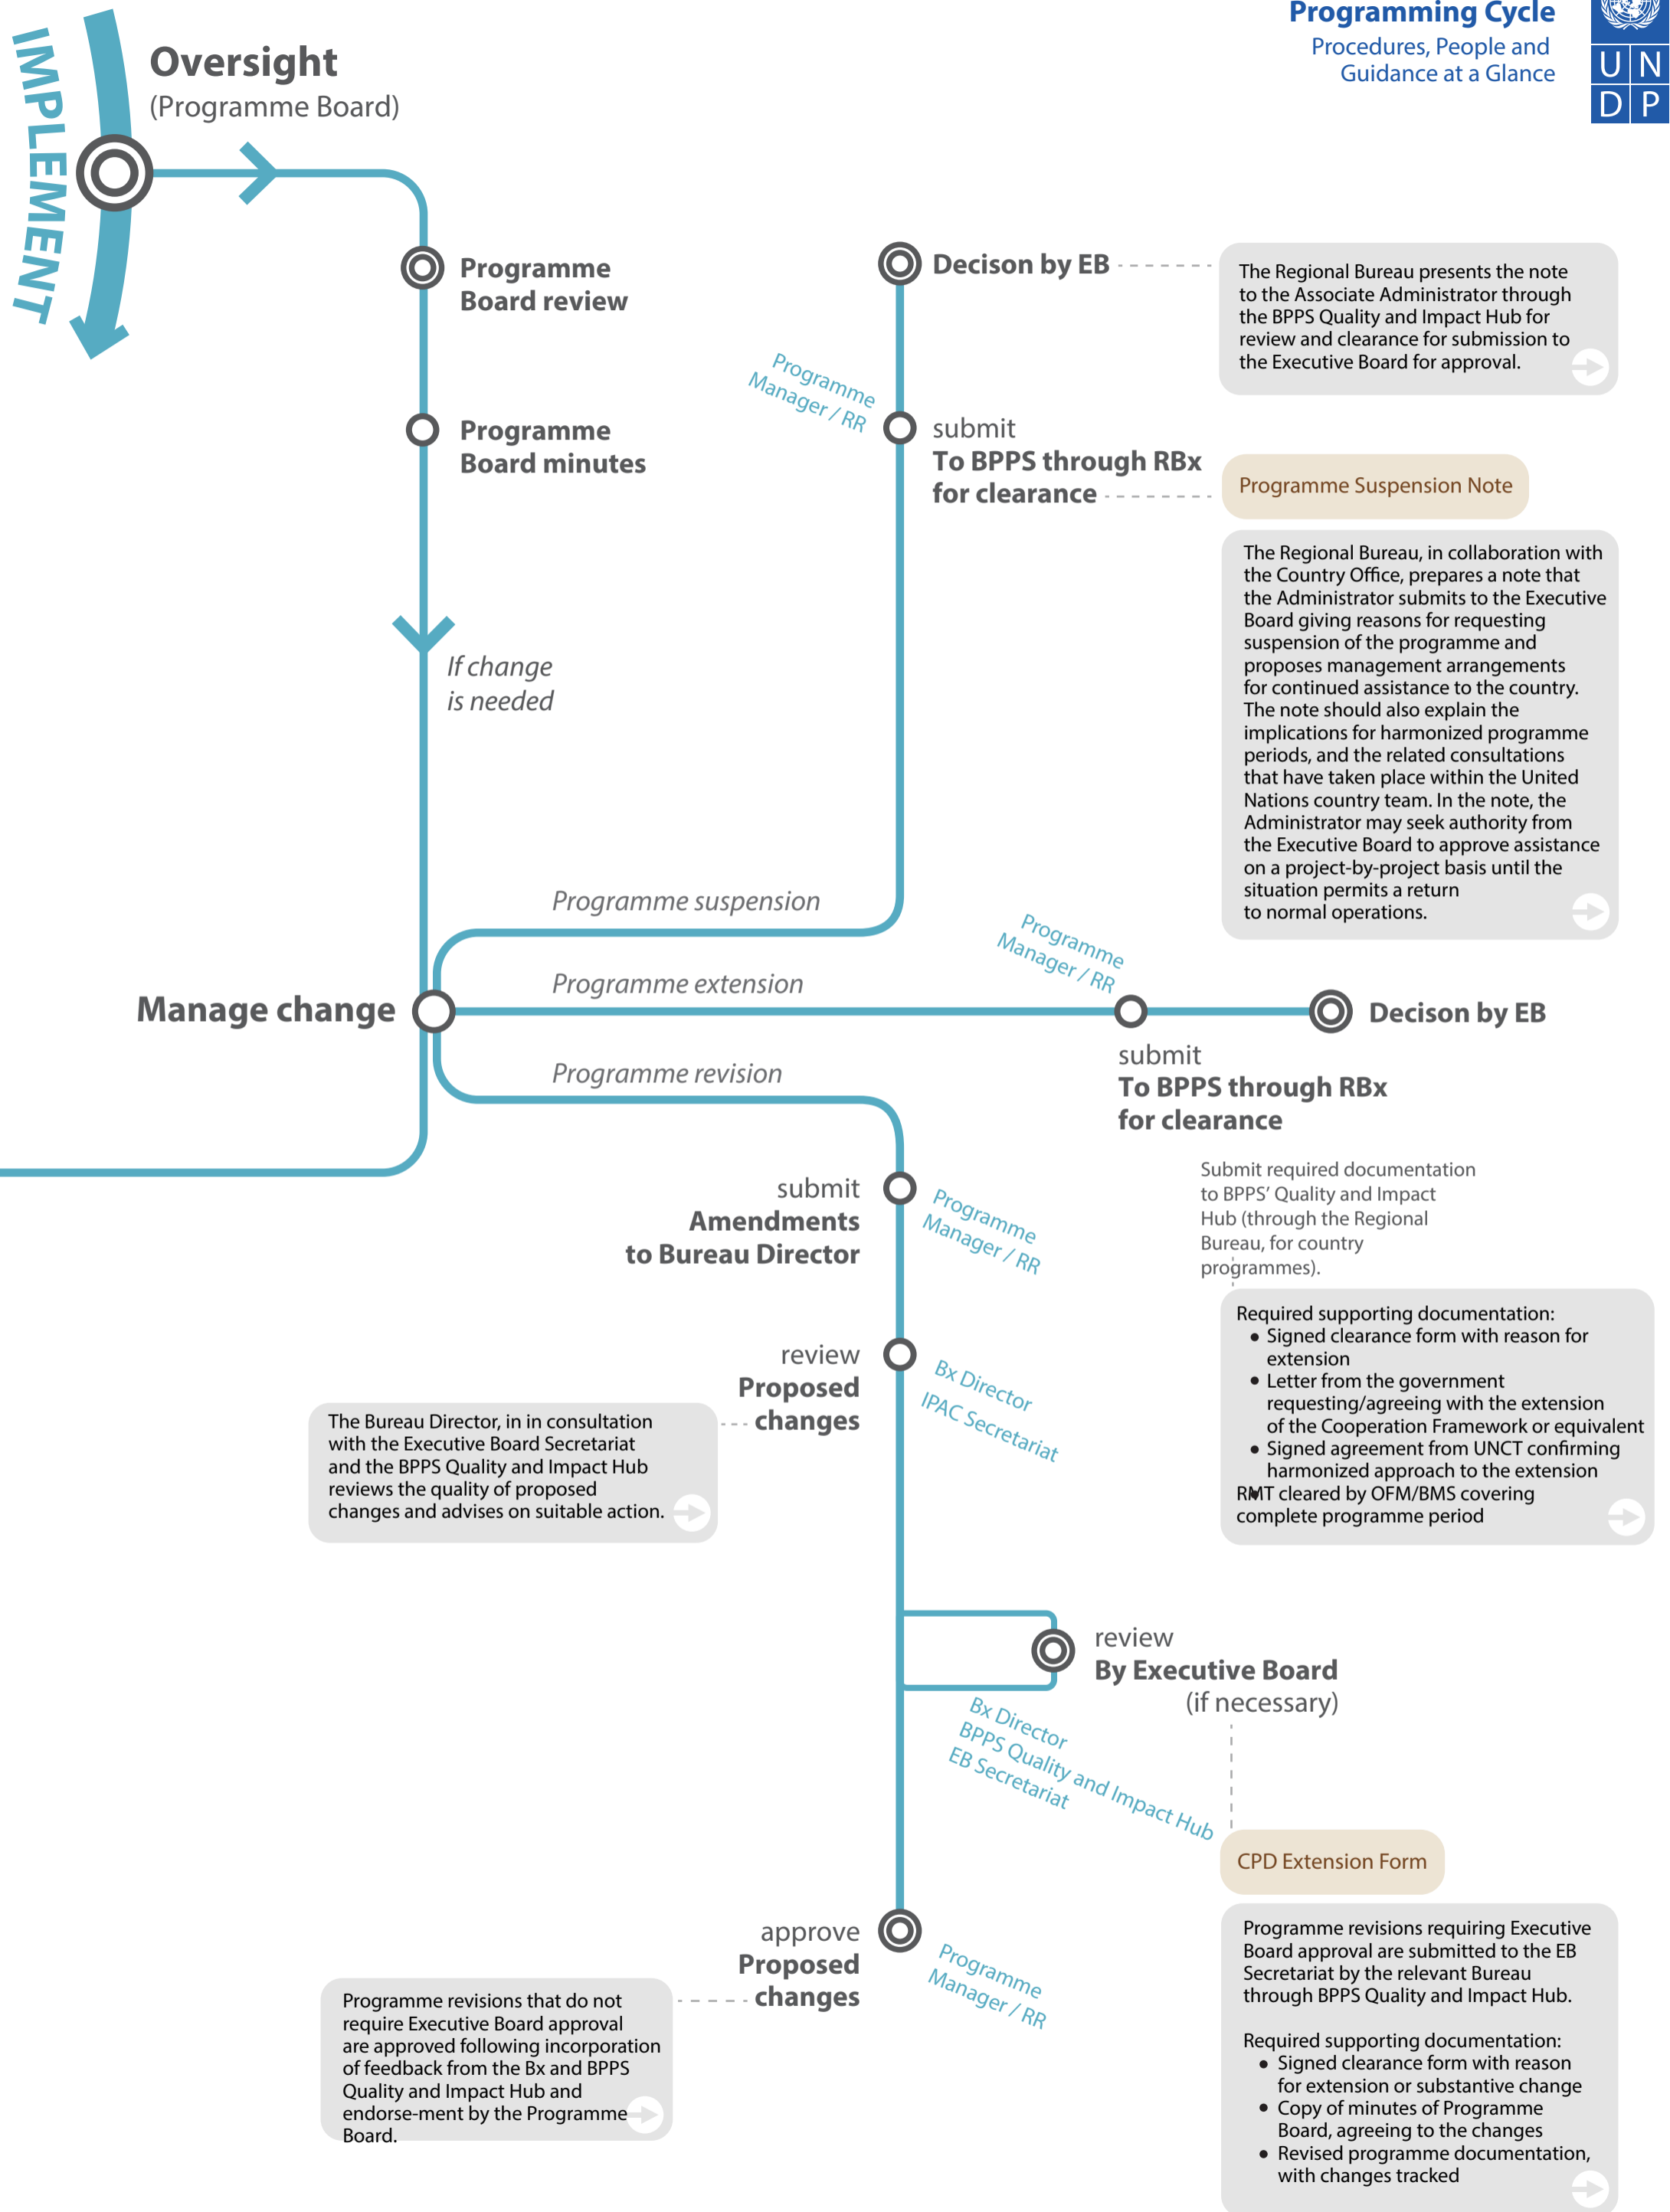 IMPLEMENT
Oversight
(Programme Board)
Programming Cycle
Procedures, People and
Guidance at a Glance
U N
D P
Programme
Board review
Programme
Board minutes
If change
is needed
Decison by EB
The Regional Bureau presents the note
to the Associate Administrator through
the BPPS Quality and Impact Hub for
review and clearance for submission to
the Executive Board for approval.
Programme
Manager / RR
submit
To BPPS through RBx
for clearance
Programme Suspension Note
The Regional Bureau, in collaboration with
the Country Office, prepares a note that
the Administrator submits to the Executive
Board giving reasons for requesting
suspension of the programme and
proposes management arrangements
for continued assistance to the country.
The note should also explain the
implications for harmonized programme
periods, and the related consultations
that have taken place within the United
Nations country team. In the note, the
Administrator may seek authority from
the Executive Board to approve assistance
on a project-by-project basis until the
situation permits a return
to normal operations.
Programme suspension
Manage change
Programme extension
Programme
Manager / RR
Decison by EB
submit
To BPPS through RBx
for clearance
Submit required documentation
to BPPS’ Quality and Impact
Hub (through the Regional
Bureau, for country
programmes).
Required supporting documentation:
● Signed clearance form with reason for
extension
● Letter from the government
requesting/agreeing with the extension
of the Cooperation Framework or equivalent
● Signed agreement from UNCT confirming
harmonized approach to the extension
RMT cleared by OFM/BMS covering
complete programme period
Programme revision
submit
Amendments
to Bureau Director
Programme
Manager / RR
review
Proposed
changes
Bx Director
IPAC Secretariat
The Bureau Director, in in consultation
with the Executive Board Secretariat
and the BPPS Quality and Impact Hub
reviews the quality of proposed
changes and advises on suitable action.
review
By Executive Board
(if necessary)
Bx Director
BPPS Quality and Impact Hub
EB Secretariat
CPD Extension Form
Programme revisions requiring Executive
Board approval are submitted to the EB
Secretariat by the relevant Bureau
through BPPS Quality and Impact Hub.
Required supporting documentation:
● Signed clearance form with reason
for extension or substantive change
● Copy of minutes of Programme
Board, agreeing to the changes
● Revised programme documentation,
with changes tracked
approve
Proposed
changes
Programme
Manager / RR
Programme revisions that do not
require Executive Board approval
are approved following incorporation
of feedback from the Bx and BPPS
Quality and Impact Hub and
endorse-ment by the Programme
Board.